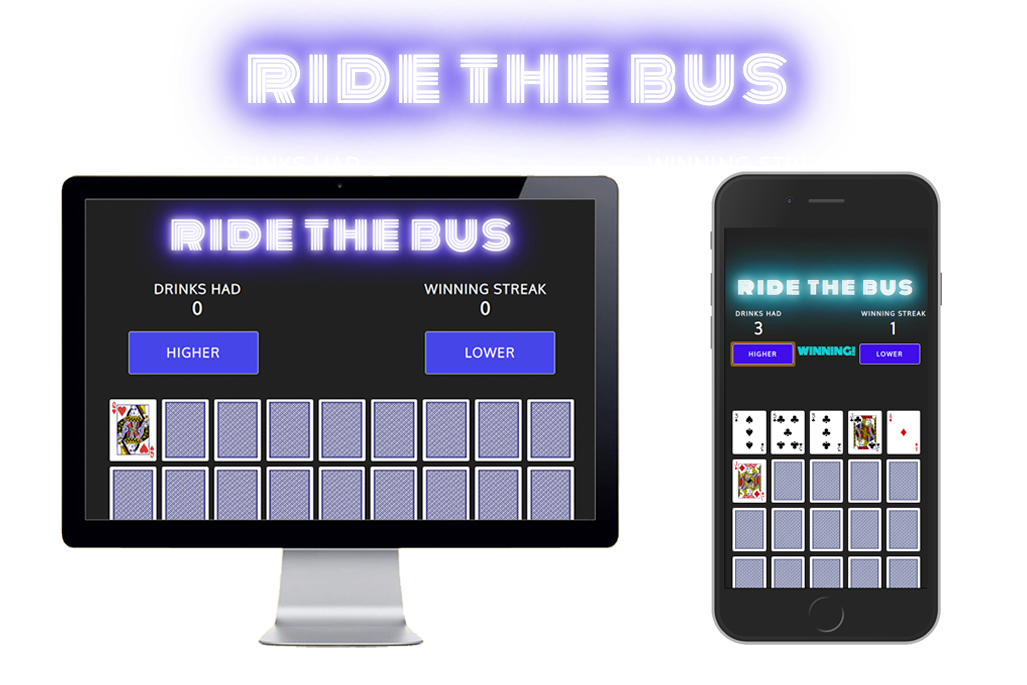 RIDE THE BUS
DRINKS HAD
WINNING STREAK
RIDE THE BUS
DRINKS HAD
0
WINNING STREAK
0
HIGHER
LOWER
RIDE THE BUS
DRINKS HAD
3
WINNING STREAK
1
HIGHER
WINNING!
LOWER